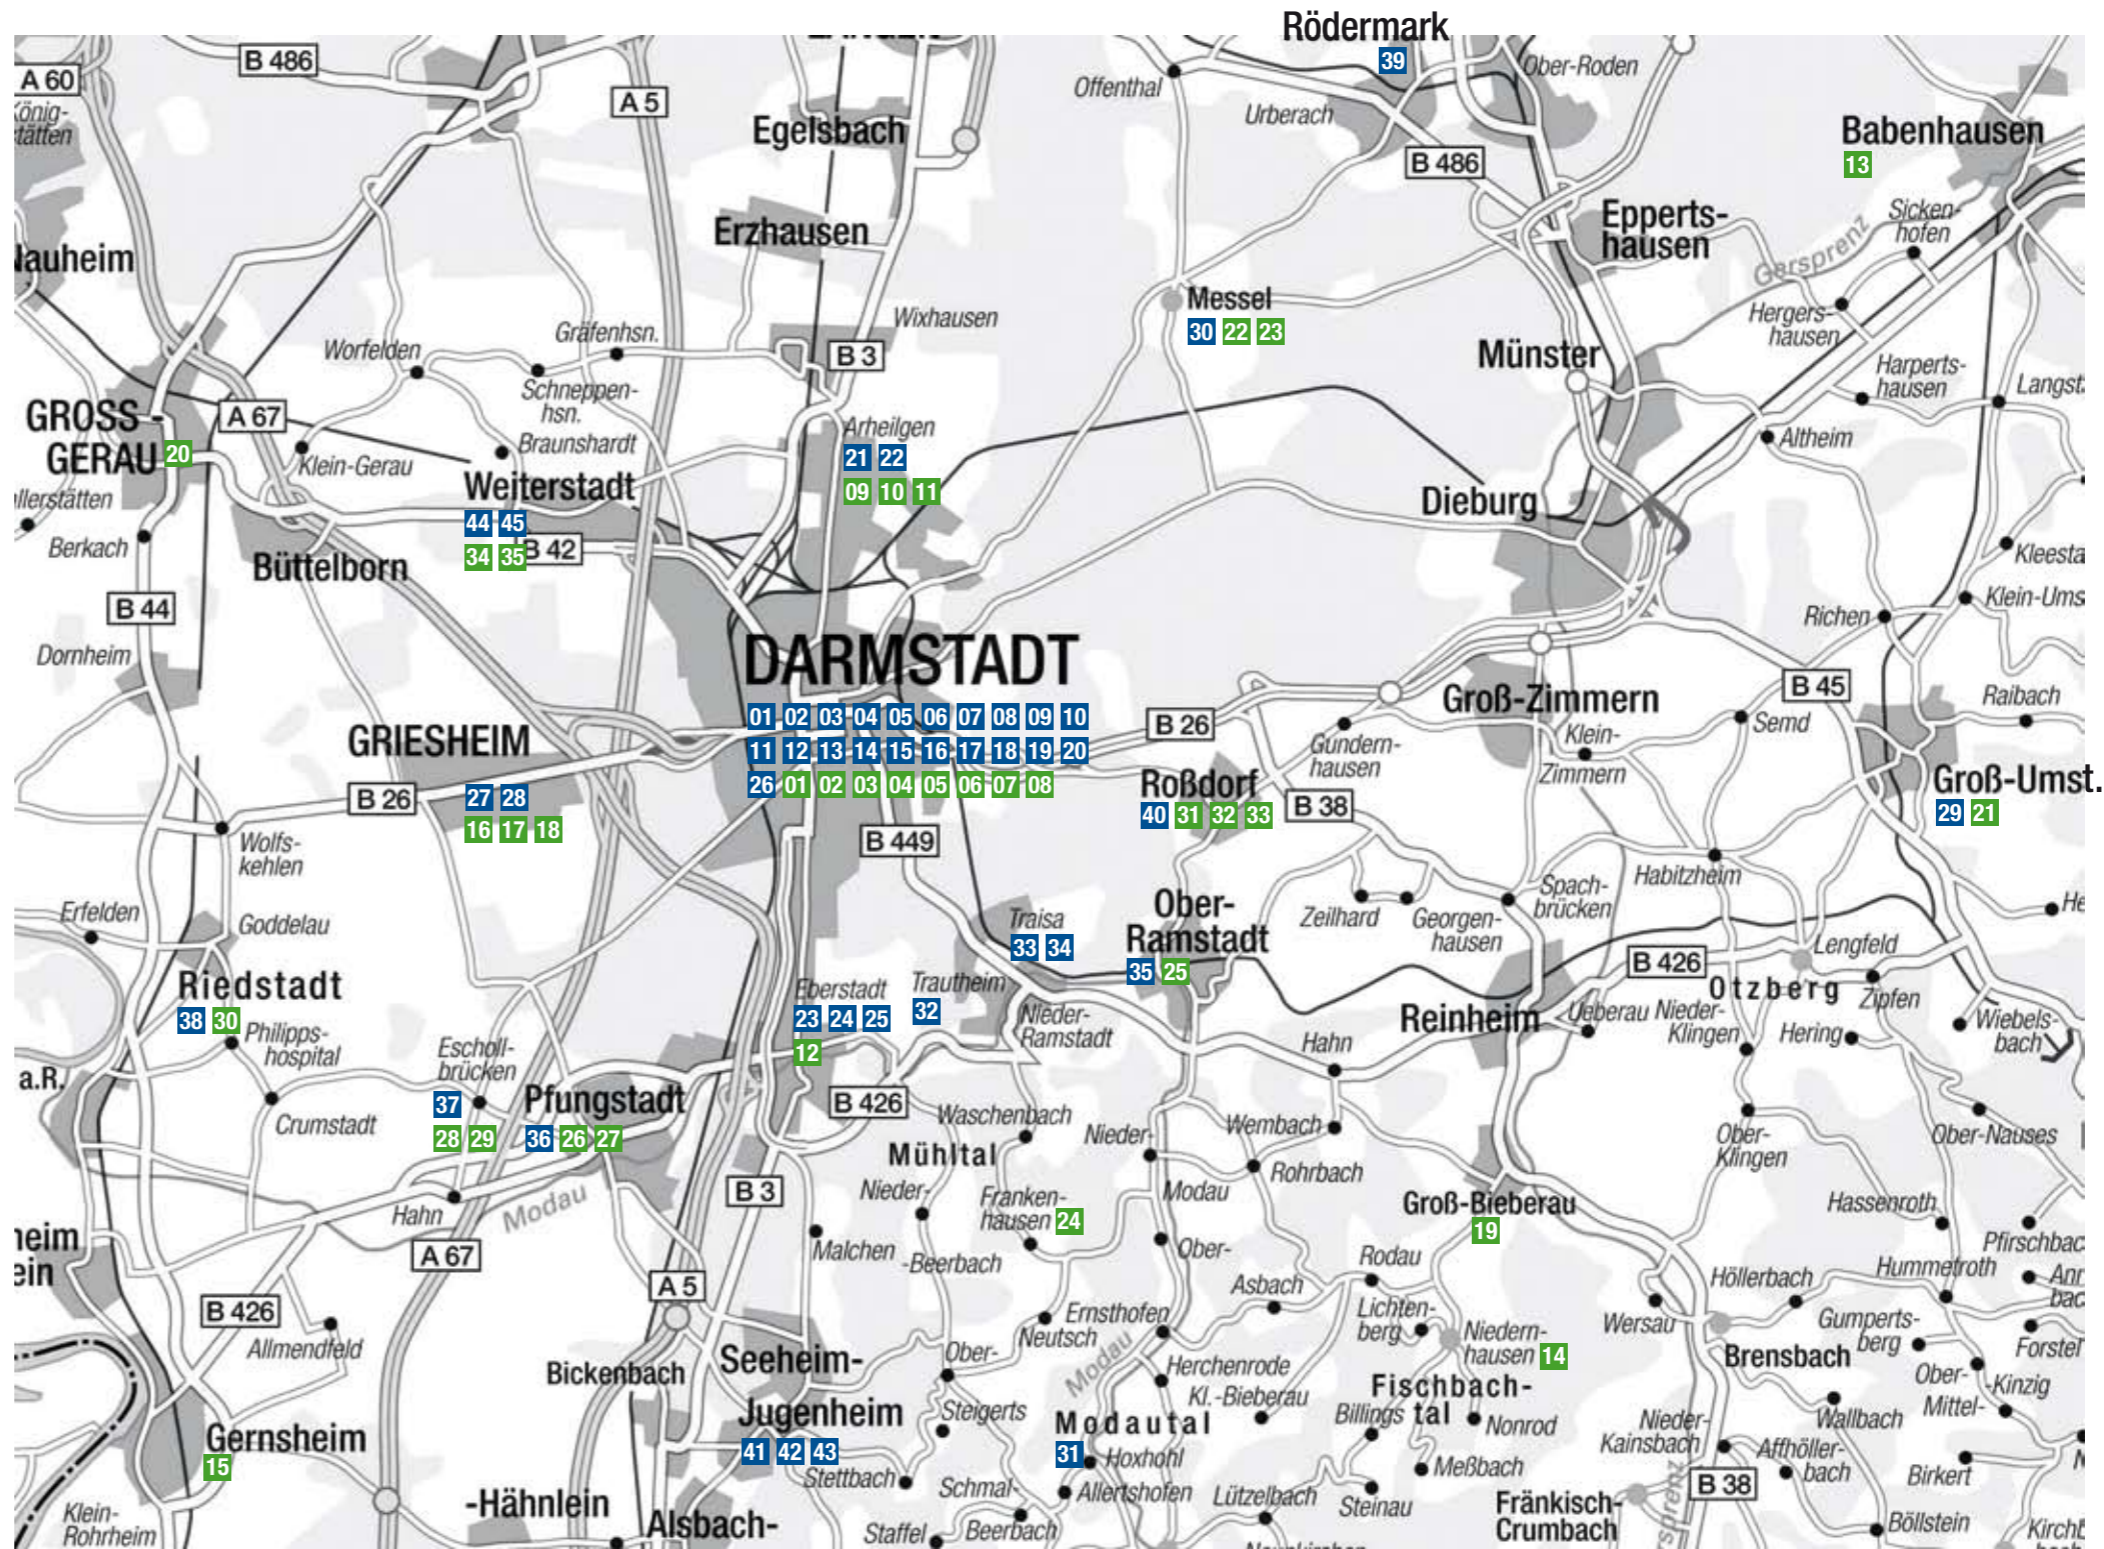 Rödermark
39
B 486
A 60
König-
stätten
A 5
Egelsbach
Offenthal
Urberach
Ober-Roden
B 486
Babenhausen
13
Erzhausen
Epperts-
hausen
Sicken-
hofen
Gersprenz
Nauheim
Messel
30 22 23
Hergers-
hausen
Wixhausen
Gräfenhsn.
Worfelden
B 3
Münster
Schneppen-
hsn.
Harperts-
hausen
Langst
GROSS -
GERAU 20
A 67
Arheilgen
21 22
09 10 11
Braunshardt
Klein-Gerau
Altheim
Weiterstadt
44 45
34 35
B 42
llerstätten
Berkach
Büttelborn
Dieburg
Kleesta
B 44
Klein-Ums
Richen
Dornheim
DARMSTADT
01 02 03 04 05 06 07 08 09 10
11 12 13 14 15 16 17 18 19 20
26 01 02 03 04 05 06 07 08
B 45
Groß-Zimmern
Raibach
Semd
B 26
GRIESHEIM
27 28
16 17 18
B 26
Gundern-
hausen
Klein-
Zimmern
Roßdorf
40 31 32 33
B 38
Groß-Umst.
29 21
B 449
Wolfs-
kehlen
Habitzheim
Spach-
brücken
Erfelden
Goddelau
Traisa
33 34
Ober-
Ramstadt
35 25
Zeilhard
Georgen-
hausen
He
Lengfeld
B 426
Otzberg
Zipfen
Riedstadt
38 30
Philipps-
hospital
Eberstadt
23 24 25
12
Trautheim
32
Nieder-
Ramstadt
Reinheim
Ueberau
Nieder-
Klingen
Hering
Wiebels-
bach
a.R.
Escholl-
brücken
37
28 29
Pfungstadt
36 26 27
Hahn
B 426
Crumstadt
Waschenbach
Nieder-
Modau
Wembach
Ober-
Klingen
Ober-Nauses
Mühltal
Rohrbach
B 3
Nieder-
-Beerbach
Franken-
hausen 24
Groß-Bieberau
19
Hassenroth
Hahn
Modau
Malchen
Ober-
A 67
Rodau
Pfirschbac
Höllerbach
Hummetroth
A 5
Asbach
B 426
Allmendfeld
Ernsthofen
Neutsch
Lichten-
berg
Niedern-
hausen 14
Wersau
Gumperts-
berg
Forstel
Bickenbach
Seeheim-
Jugenheim
41 42 43
Ober-
Modau
Herchenrode
Kl.-Bieberau
Fischbach-
tal
Brensbach
Ober-
-Kinzig
Mittel-
Steigerts
Modautal
31
Hoxhohl
Billings
Nonrod
Nieder-
Kainsbach
Wallbach
Gernsheim
15
Stettbach
Schmal-
Beerbach
Allertshofen
Meßbach
Affhöller-
bach
Birkert
Lützelbach
Steinau
B 38
Klein-
Rohrheim
-Hähnlein
Alsbach-
Staffel
Fränkisch-
Crumbach
Böllstein